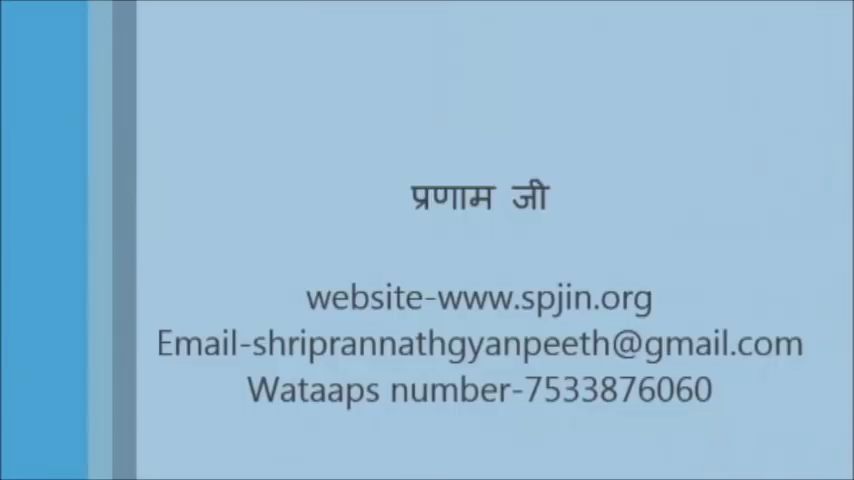 प्रणाम जी
website-www.spjin.org
Email-shriprannathgyanpeeth@gmail.com
Wataaps number-7533876060